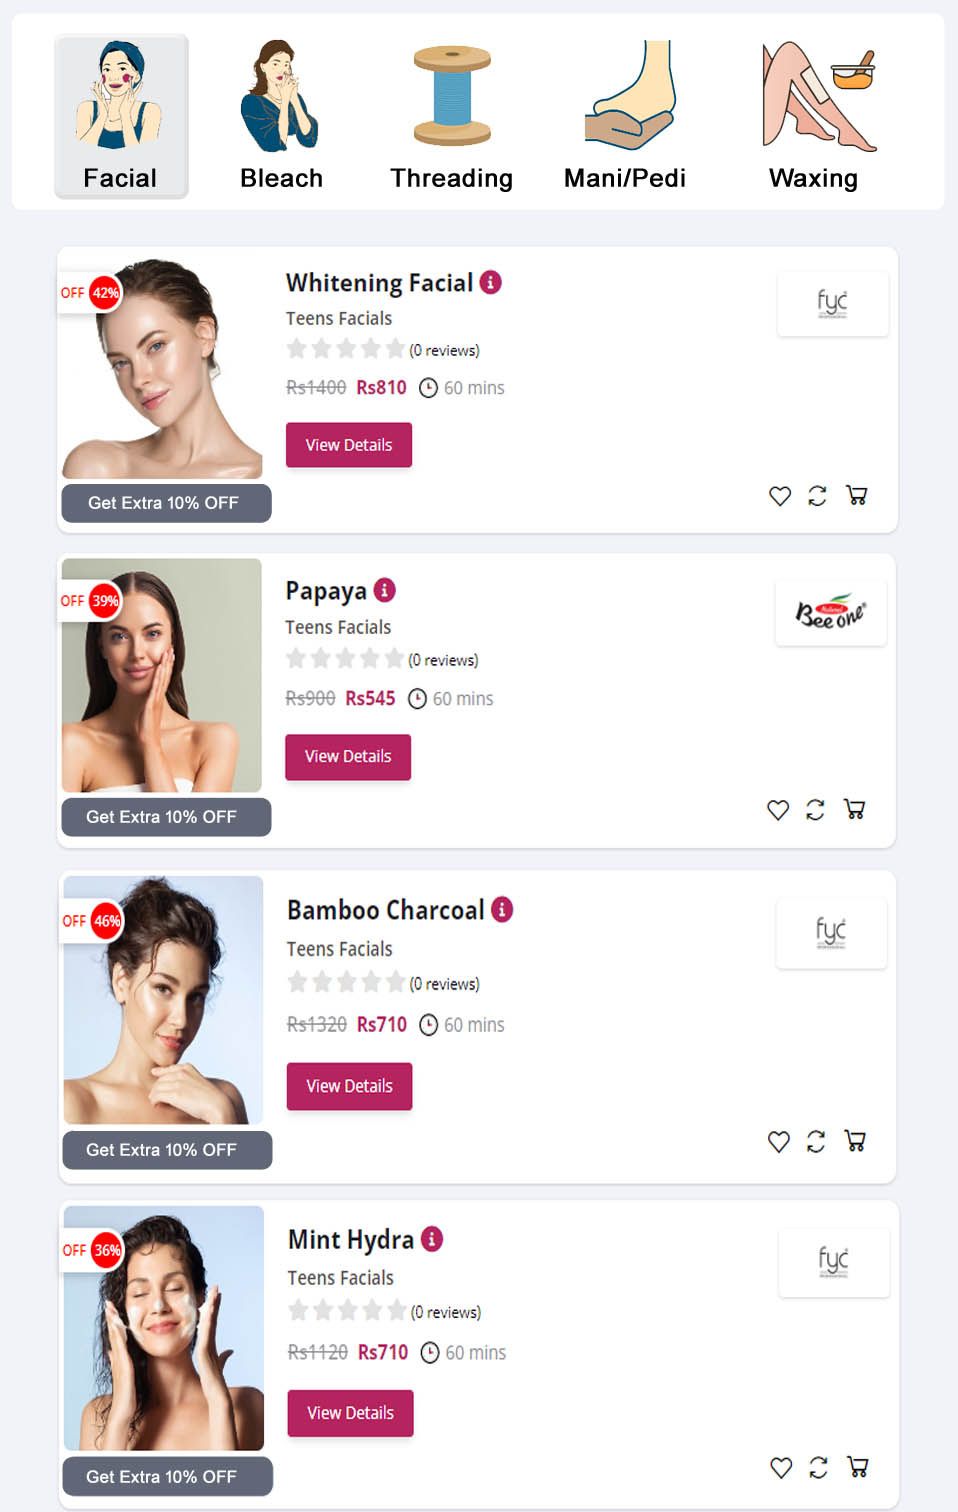 Facial
Bleach
Threading
Mani/Pedi
Waxing
OFF 42%
Whitening Facial
Teens Facials
(0 reviews)
Rs1400 Rs810 60 mins
View Details
Get Extra 10% OFF
fyc
PROFESSIONAL
OFF 39%
Papaya
Teens Facials
(0 reviews)
Rs900 Rs545 60 mins
View Details
Get Extra 10% OFF
Natural
Bee one®
OFF 46%
Bamboo Charcoal
Teens Facials
(0 reviews)
Rs1320 Rs710 60 mins
View Details
Get Extra 10% OFF
fyc
PROFESSIONAL
OFF 36%
Mint Hydra
Teens Facials
(0 reviews)
Rs1120 Rs710 60 mins
View Details
Get Extra 10% OFF
fyc
PROFESSIONAL